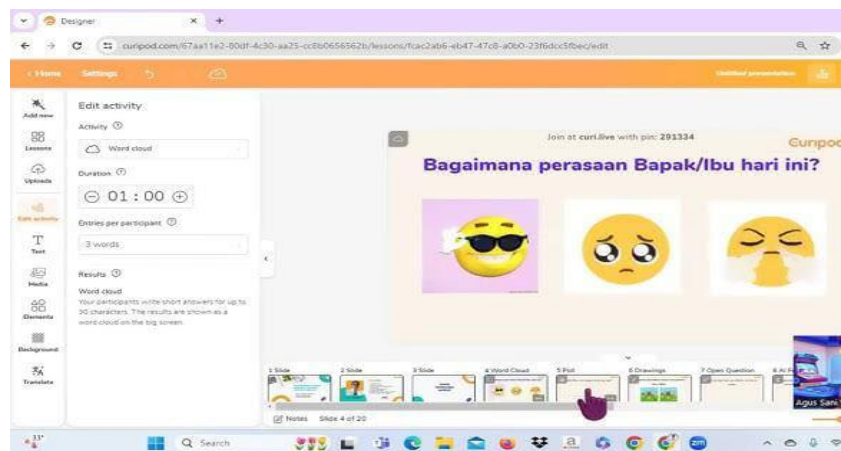 Designer
curipod.com/67aa11e2-80df-4c30-aa25-cc8b0656562b/lessons/fcac2ab6-eb47-47c8-a0b0-23f6dcc5fbec/edit
< Home
Settings
Untitled presentation
Add new
Lessons
Uploads
Edit activity
Text
Media
Elements
Background
Translate
Edit activity
Activity
Word cloud
Duration
01 : 00
Entries per participant
3 words
Results
Word cloud
Your participants write short answers for up to
30 characters. The results are shown as a
word cloud on the big screen.
Join at curi.live with pin: 291334
Curipod
Bagaimana perasaan Bapak/Ibu hari ini?
1 Slide
2 Slide
3 Slide
4 Word Cloud
5 Poll
6 Drawings
7 Open Question
Agus Sani
Notes
Slide 4 of 20
33°
Search
zm